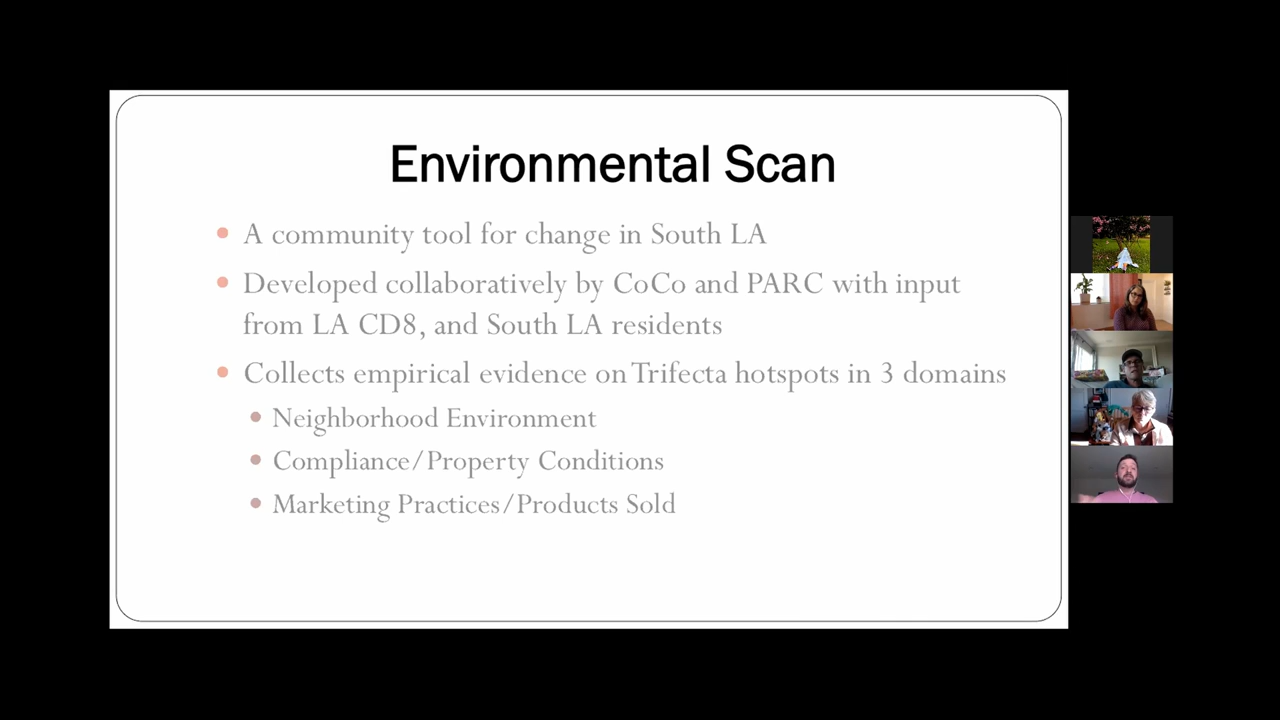 Environmental Scan
• A community tool for change in South LA
• Developed collaboratively by CoCo and PARC with input
from LA CD8, and South LA residents
• Collects empirical evidence on Trifecta hotspots in 3 domains
• Neighborhood Environment
• Compliance/Property Conditions
• Marketing Practices/Products Sold